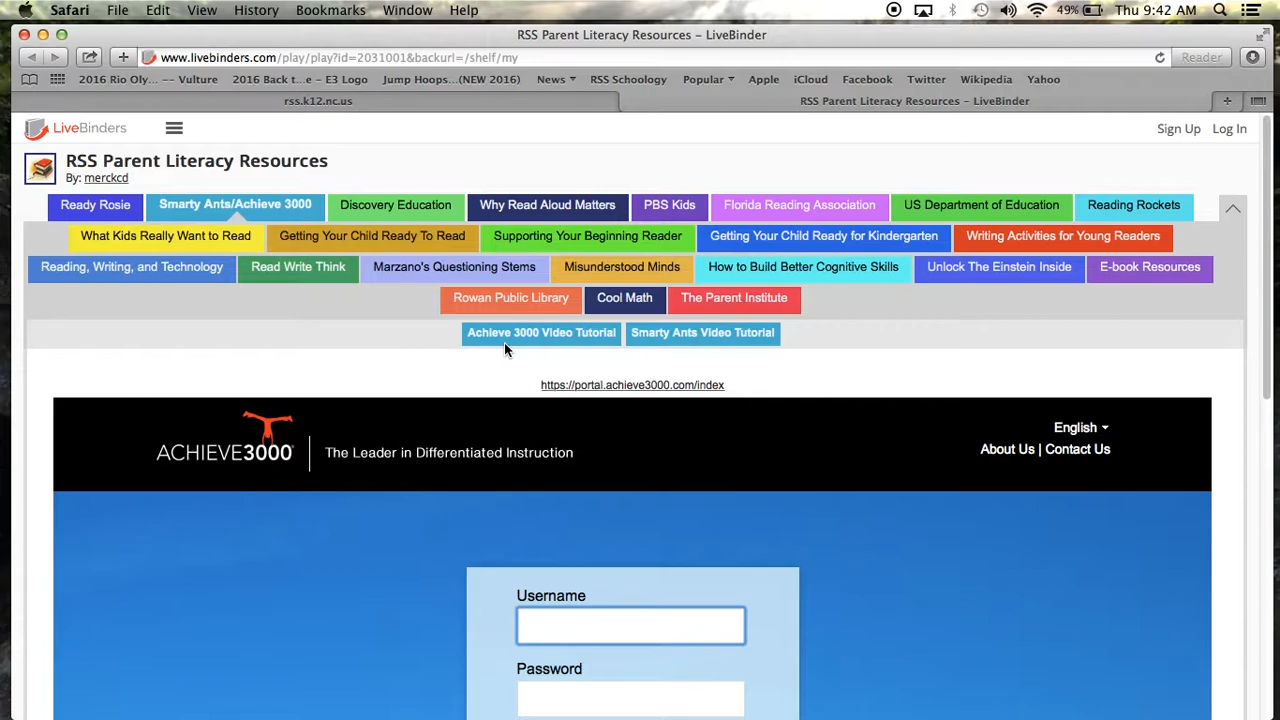 Safari File Edit View History Bookmarks Window Help 49% Thu 9:42 AM
RSS Parent Literacy Resources – LiveBinder
www.livebinders.com/play/play?id=2031001&backurl=/shelf/my Reader
2016 Rio Oly... – Vulture 2016 Back t... – E3 Logo Jump Hoops...(NEW 2016) News RSS Schoology Popular Apple iCloud Facebook Twitter Wikipedia Yahoo
rss.k12.nc.us RSS Parent Literacy Resources – LiveBinder
LiveBinders Sign Up Log In
RSS Parent Literacy Resources
By: merckcd
Ready Rosie Smarty Ants/Achieve 3000 Discovery Education Why Read Aloud Matters PBS Kids Florida Reading Association US Department of Education Reading Rockets
What Kids Really Want to Read Getting Your Child Ready To Read Supporting Your Beginning Reader Getting Your Child Ready for Kindergarten Writing Activities for Young Readers
Reading, Writing, and Technology Read Write Think Marzano's Questioning Stems Misunderstood Minds How to Build Better Cognitive Skills Unlock The Einstein Inside E-book Resources
Rowan Public Library Cool Math The Parent Institute
Achieve 3000 Video Tutorial Smarty Ants Video Tutorial
https://portal.achieve3000.com/index
English
ACHIEVE3000 The Leader in Differentiated Instruction About Us | Contact Us
Username
Password